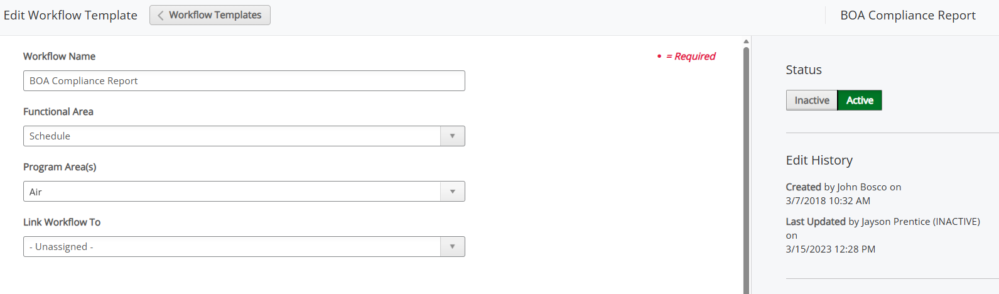 Edit Workflow Template
Workflow Templates
BOA Compliance Report
Workflow Name
• = Required
BOA Compliance Report
Functional Area
Schedule
Program Area(s)
Air
Link Workflow To
- Unassigned -
Status
Inactive
Active
Edit History
Created by John Bosco on
3/7/2018 10:32 AM
Last Updated by Jayson Prentice (INACTIVE)
on
3/15/2023 12:28 PM